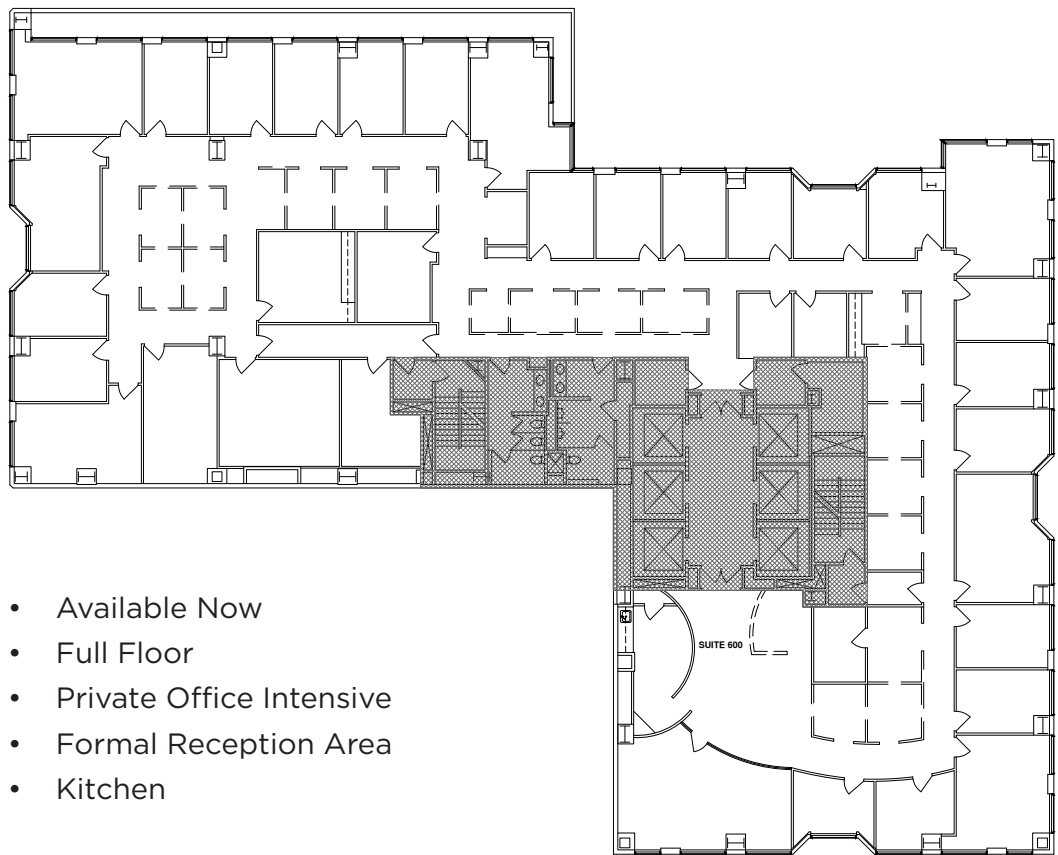 SUITE 600
• Available Now
• Full Floor
• Private Office Intensive
• Formal Reception Area
• Kitchen